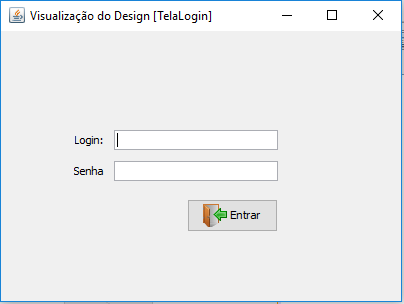 Visualização do Design [TelaLogin]
Login:
Senha
Entrar